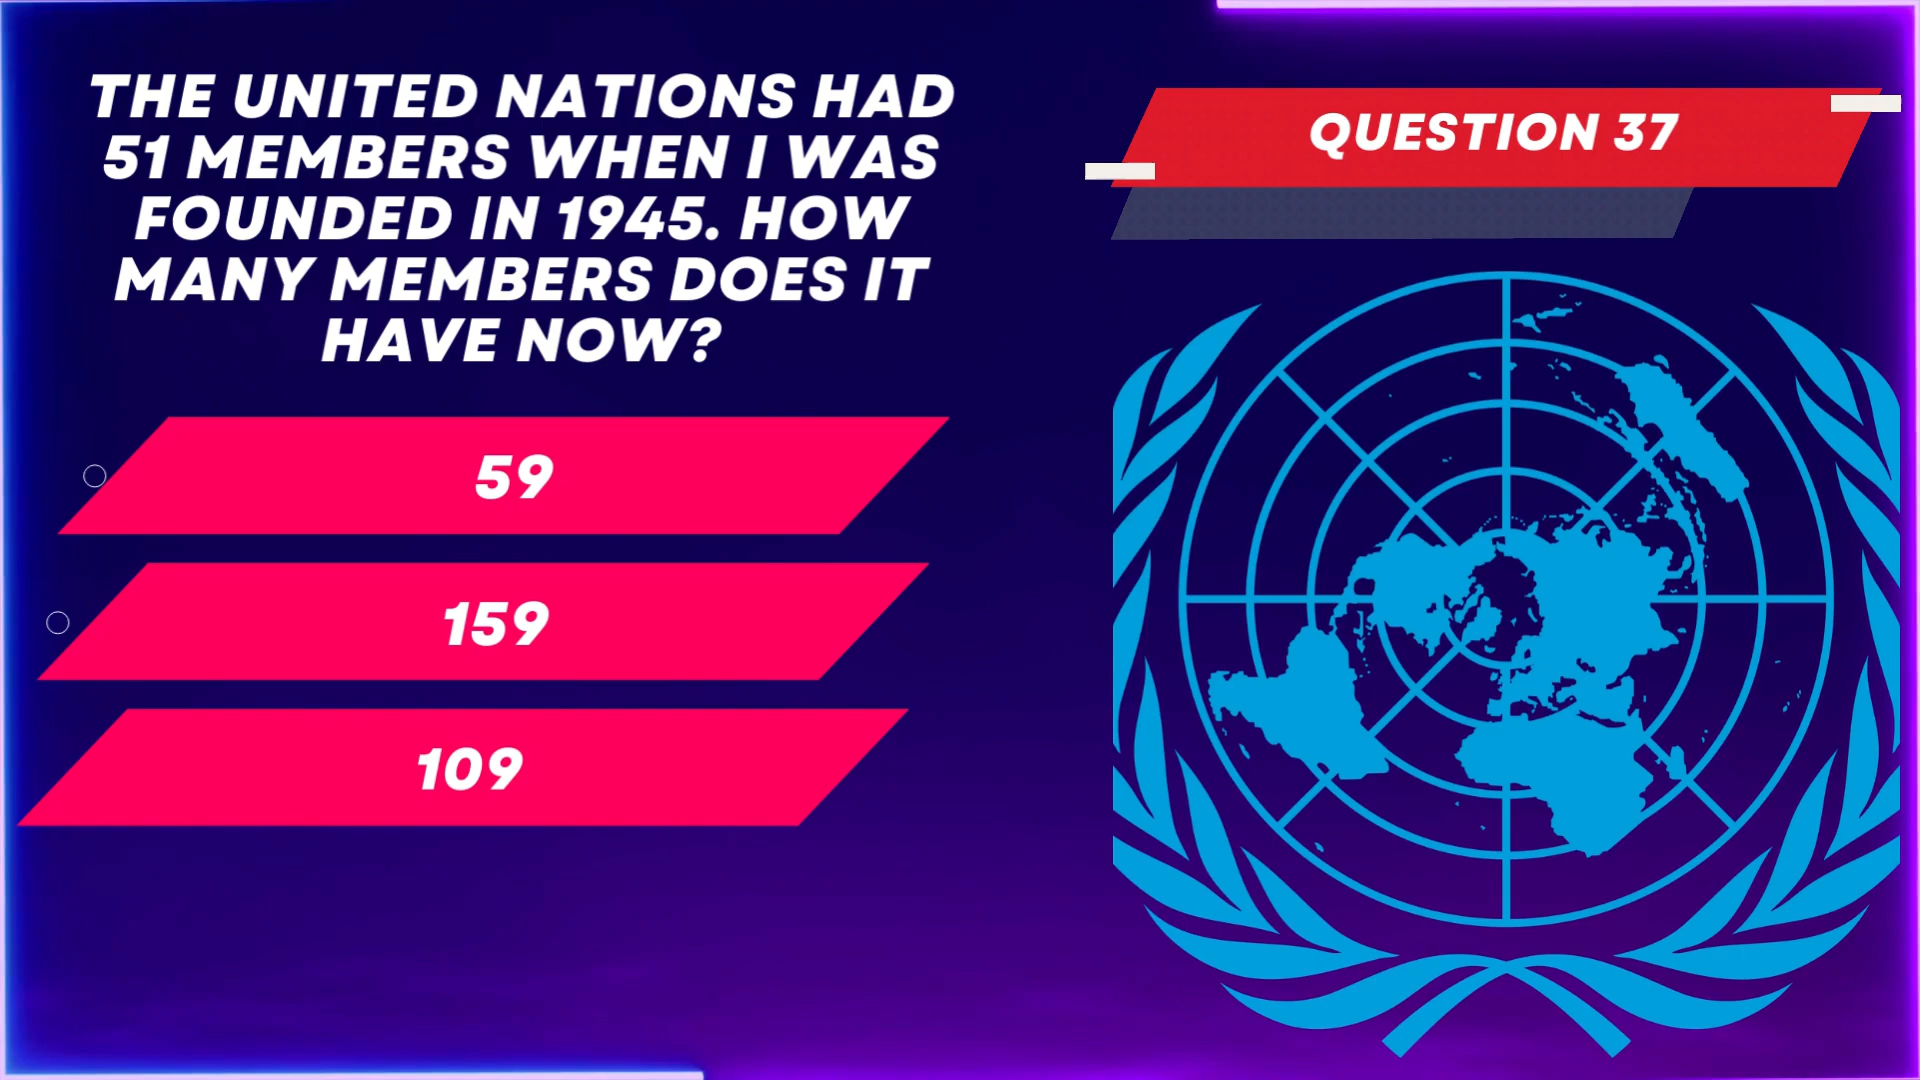 THE UNITED NATIONS HAD
51 MEMBERS WHEN I WAS
FOUNDED IN 1945. HOW
MANY MEMBERS DOES IT
HAVE NOW?
QUESTION 37
59
159
109